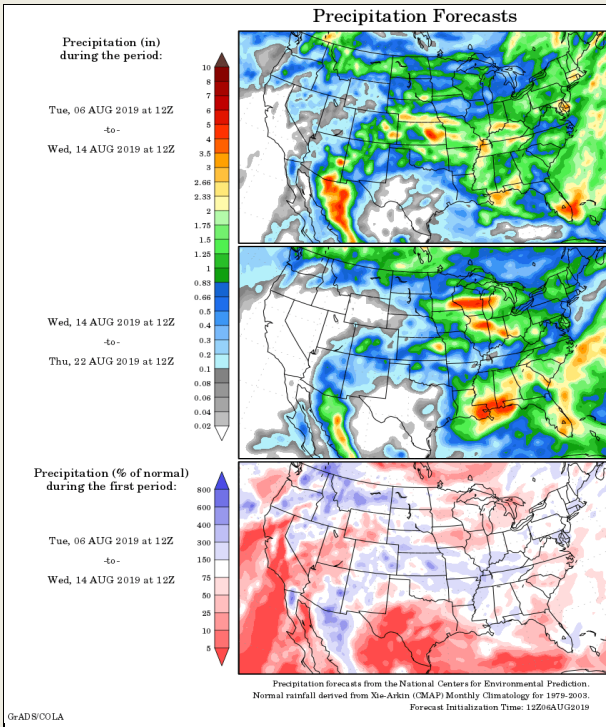 Precipitation Forecasts
Precipitation (in)
during the period:
Tue, 06 AUG 2019 at 12Z
-to-
Wed, 14 AUG 2019 at 12Z
10
8
7
6
5
4
3.5
3
2.66
2.33
2
1.75
1.5
1.25
1
0.83
0.66
0.5
0.4
0.3
0.2
0.1
0.08
0.06
0.04
0.02
Wed, 14 AUG 2019 at 12Z
-to-
Thu, 22 AUG 2019 at 12Z
Precipitation (% of normal)
during the first period:
Tue, 06 AUG 2019 at 12Z
-to-
Wed, 14 AUG 2019 at 12Z
800
600
400
300
150
75
50
25
10
5
Precipitation forecasts from the National Centers for Environmental Prediction.
Normal rainfall derived from Xie-Arkin (CMAP) Monthly Climatology for 1979-2003.
Forecast Initialization Time: 12Z06AUG2019
GrADS/COLA